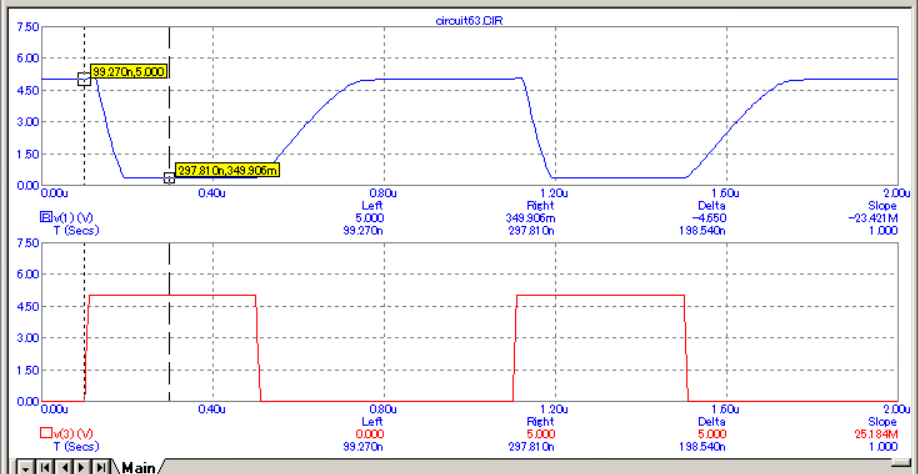 circuit63.CIR
7.50
6.00
4.50
3.00
1.50
0.00
99.270n,5.000
297.810n,349.906m
0.00u 0.40u 0.80u 1.20u 1.60u 2.00u
Left Right Delta Slope
v(1) (V) 5.000 349.906m -4.650 -23.421M
T (Secs) 99.270n 297.810n 198.540n 1.000
7.50
6.00
4.50
3.00
1.50
0.00
0.00u 0.40u 0.80u 1.20u 1.60u 2.00u
Left Right Delta Slope
v(3) (V) 0.000 5.000 5.000 25.184M
T (Secs) 99.270n 297.810n 198.540n 1.000
Main